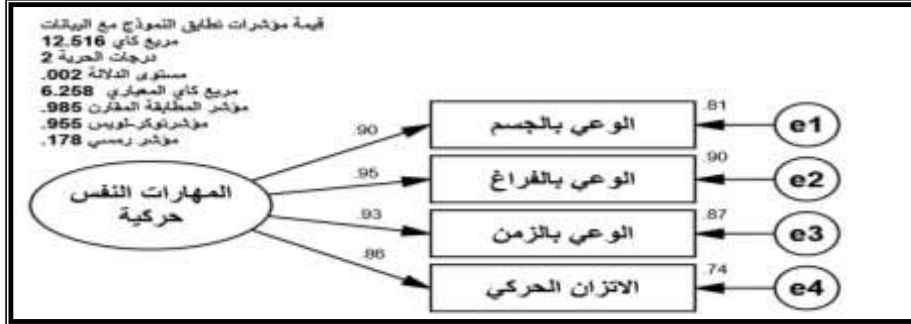 قيمة مؤشرات تطابق النموذج مع البيانات
مربع كاي 12.516
درجات الحرية 2
مستوى الدلالة 002.
مربع كاي المعياري 6.258
مؤشر المطابقة المقارن 985.
مؤشر توكر-لويس 955.
مؤشر رمسي 178.
المهارات النفس
حركية
.90
.95
.93
.86
الوعي بالجسم
.81
e1
الوعي بالفراغ
.90
e2
الوعي بالزمن
.87
e3
الاتزان الحركي
.74
e4